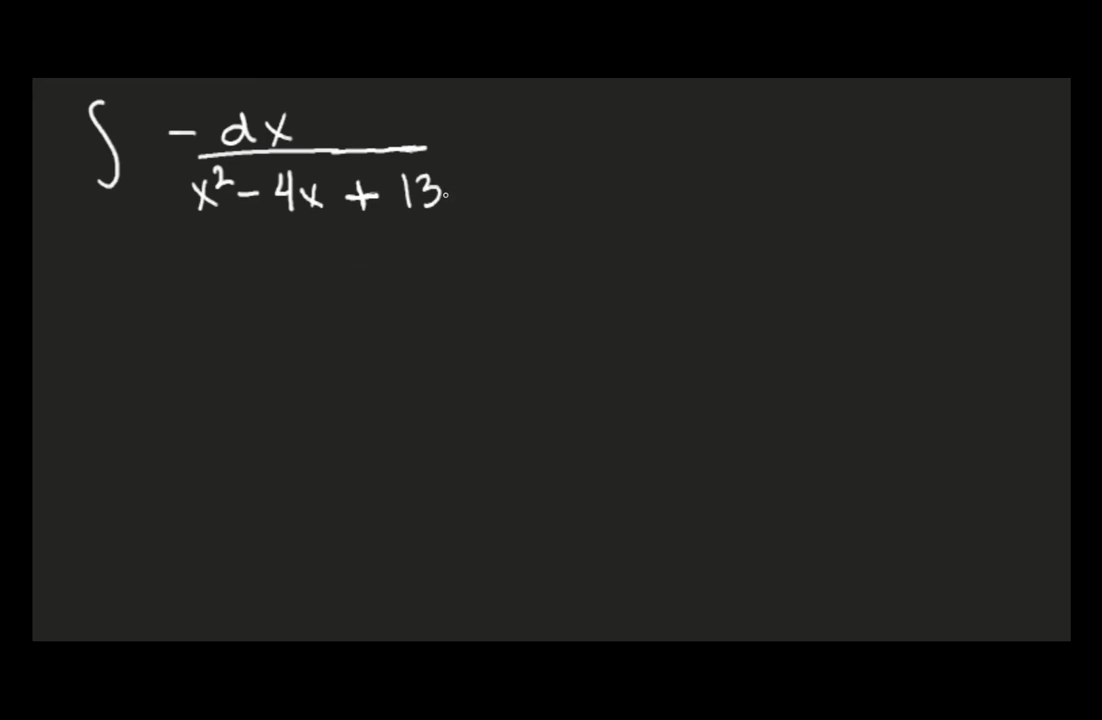 ∫ - dx
x² - 4x + 13